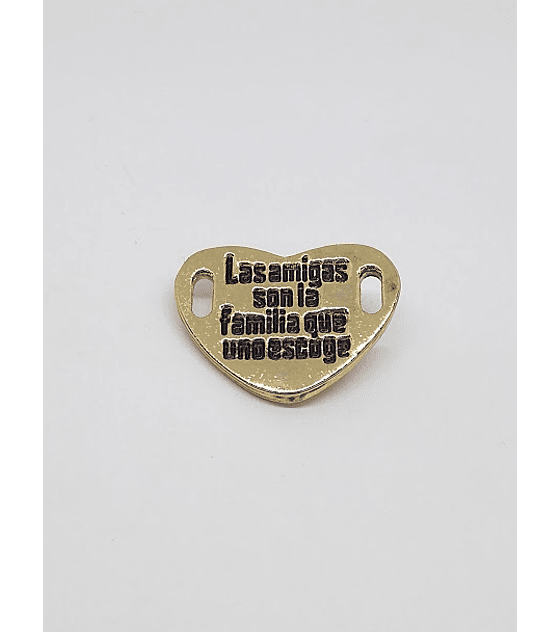 Las amigas
son la
familia que
uno escoge